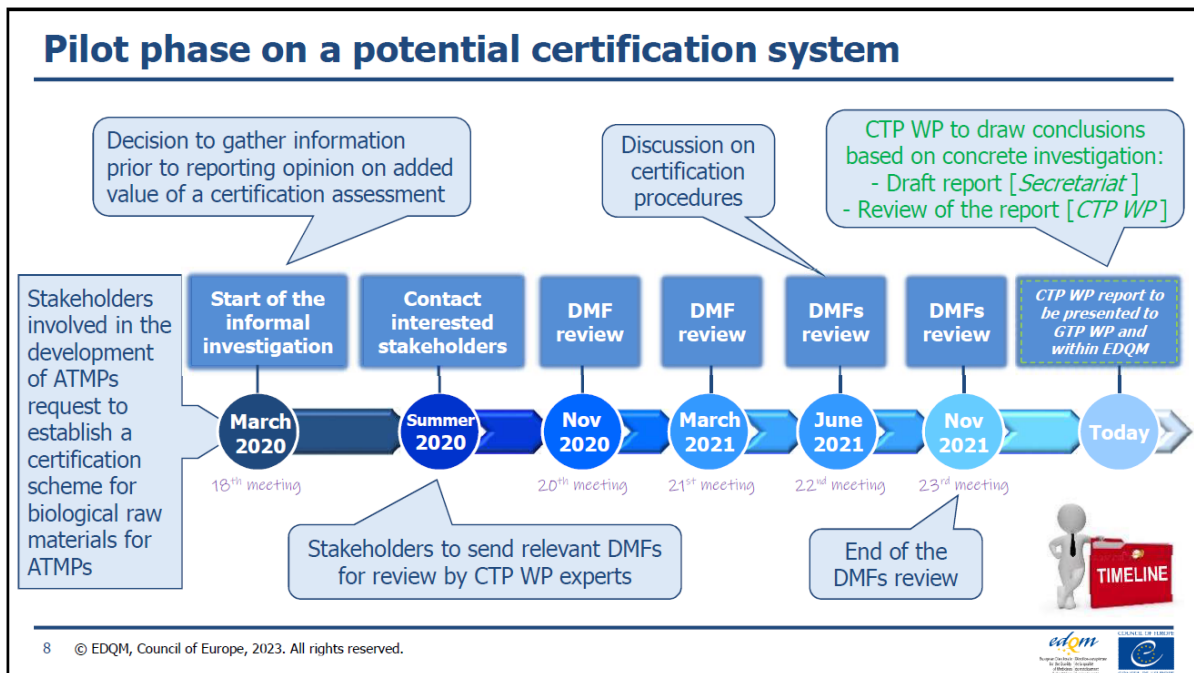 Pilot phase on a potential certification system
Decision to gather information
prior to reporting opinion on added
value of a certification assessment
Discussion on
certification
procedures
CTP WP to draw conclusions
based on concrete investigation:
- Draft report [Secretariat]
- Review of the report [CTP WP]
Stakeholders
involved in the
development
of ATMPs
request to
establish a
certification
scheme for
biological raw
materials for
ATMPs
Start of the
informal
investigation
Contact
interested
stakeholders
DMF
review
DMF
review
DMFs
review
DMFs
review
CTP WP report to
be presented to
GTP WP and
within EDQM
March
2020
Summer
2020
Nov
2020
March
2021
June
2021
Nov
2021
Today
18th meeting
20th meeting
21st meeting
22nd meeting
23rd meeting
Stakeholders to send relevant DMFs
for review by CTP WP experts
End of the
DMFs review
TIMELINE
8 © EDQM, Council of Europe, 2023. All rights reserved.
edqm
COUNCIL OF EUROPE
CONSEIL DE L'EUROPE